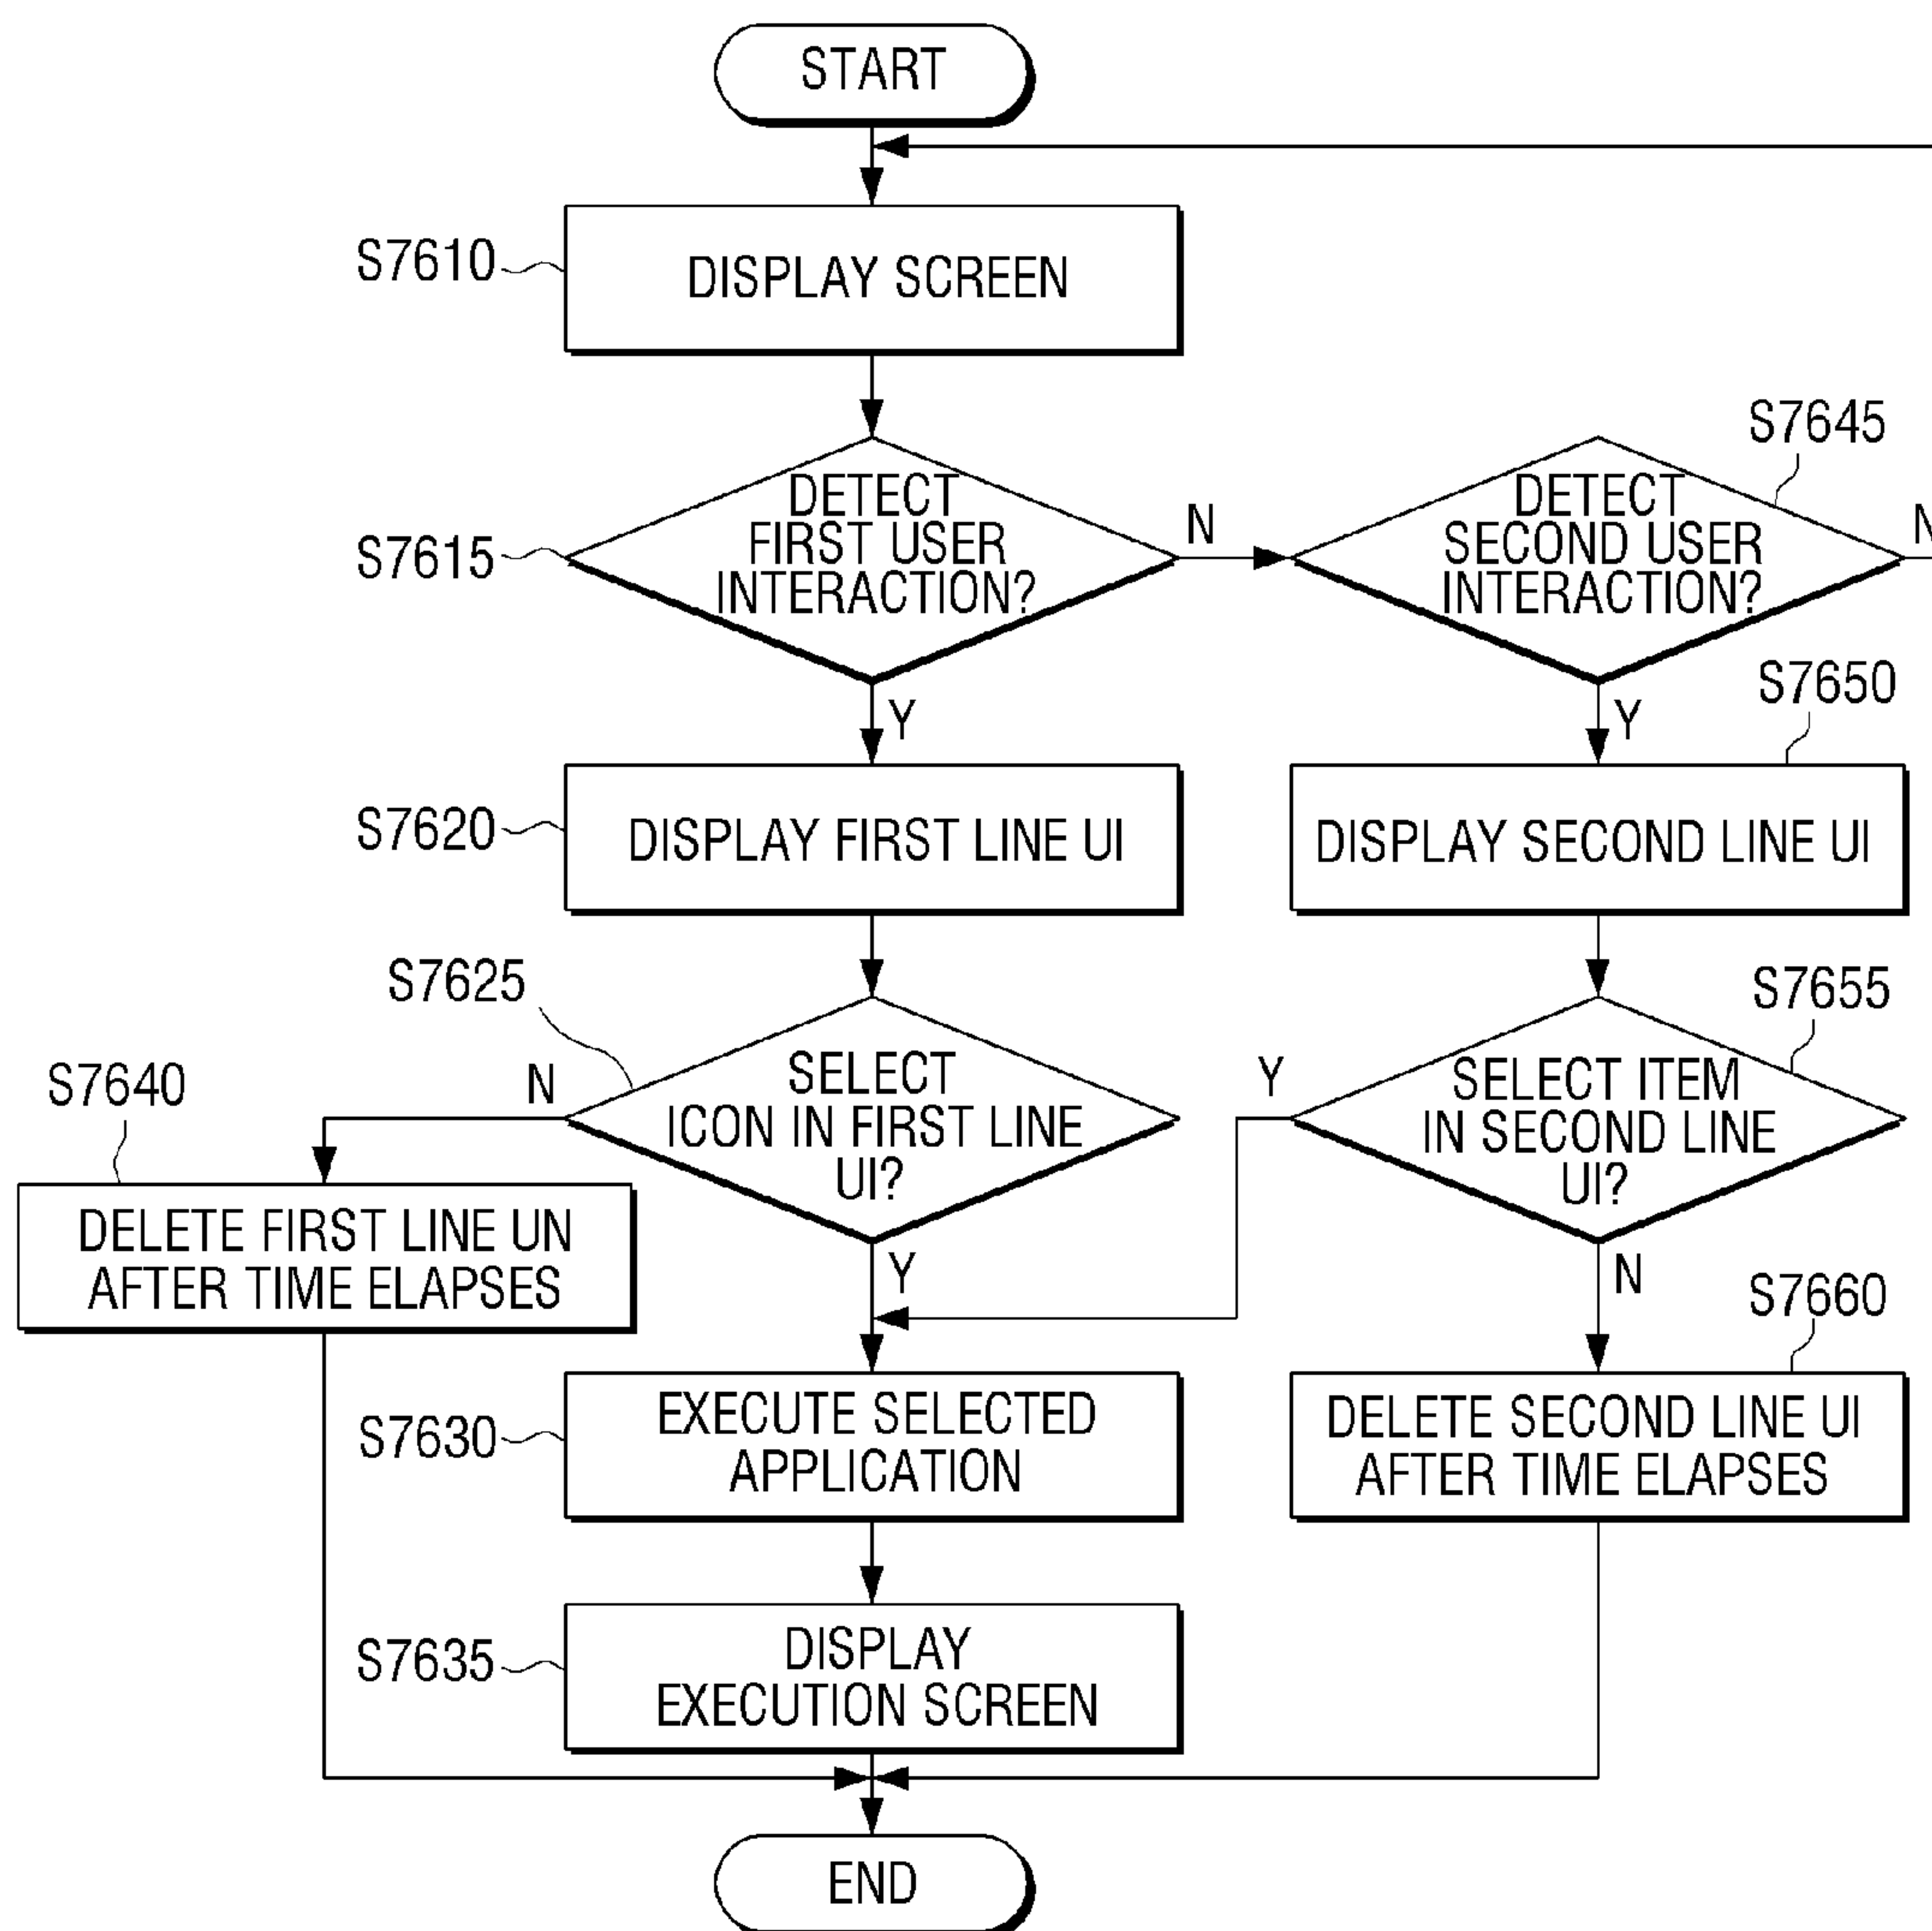 START
S7610
DISPLAY SCREEN
S7615
DETECT
FIRST USER
INTERACTION?
N
S7645
DETECT
SECOND USER
INTERACTION?
N
Y
Y
S7650
S7620
DISPLAY FIRST LINE UI
DISPLAY SECOND LINE UI
S7625
S7655
S7640
N
SELECT
ICON IN FIRST LINE
UI?
Y
SELECT ITEM
IN SECOND LINE
UI?
DELETE FIRST LINE UN
AFTER TIME ELAPSES
Y
N
S7660
S7630
EXECUTE SELECTED
APPLICATION
DELETE SECOND LINE UI
AFTER TIME ELAPSES
S7635
DISPLAY
EXECUTION SCREEN
END